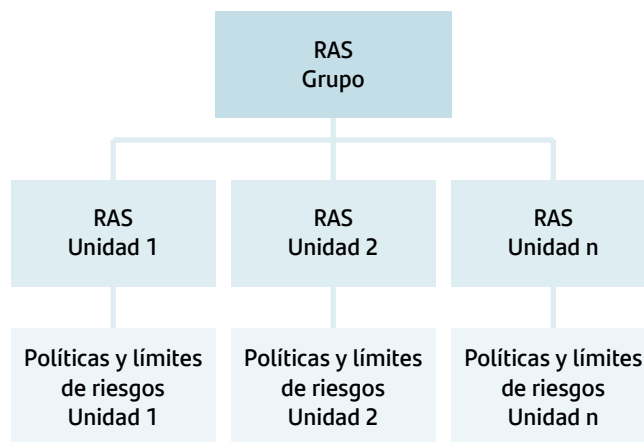 RAS
Grupo
RAS
Unidad 1
RAS
Unidad 2
RAS
Unidad n
Políticas y límites
de riesgos
Unidad 1
Políticas y límites
de riesgos
Unidad 2
Políticas y límites
de riesgos
Unidad n